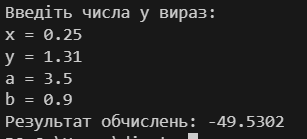 Введіть числа у вираз:
x = 0.25
y = 1.31
a = 3.5
b = 0.9
Результат обчислень: -49.5302